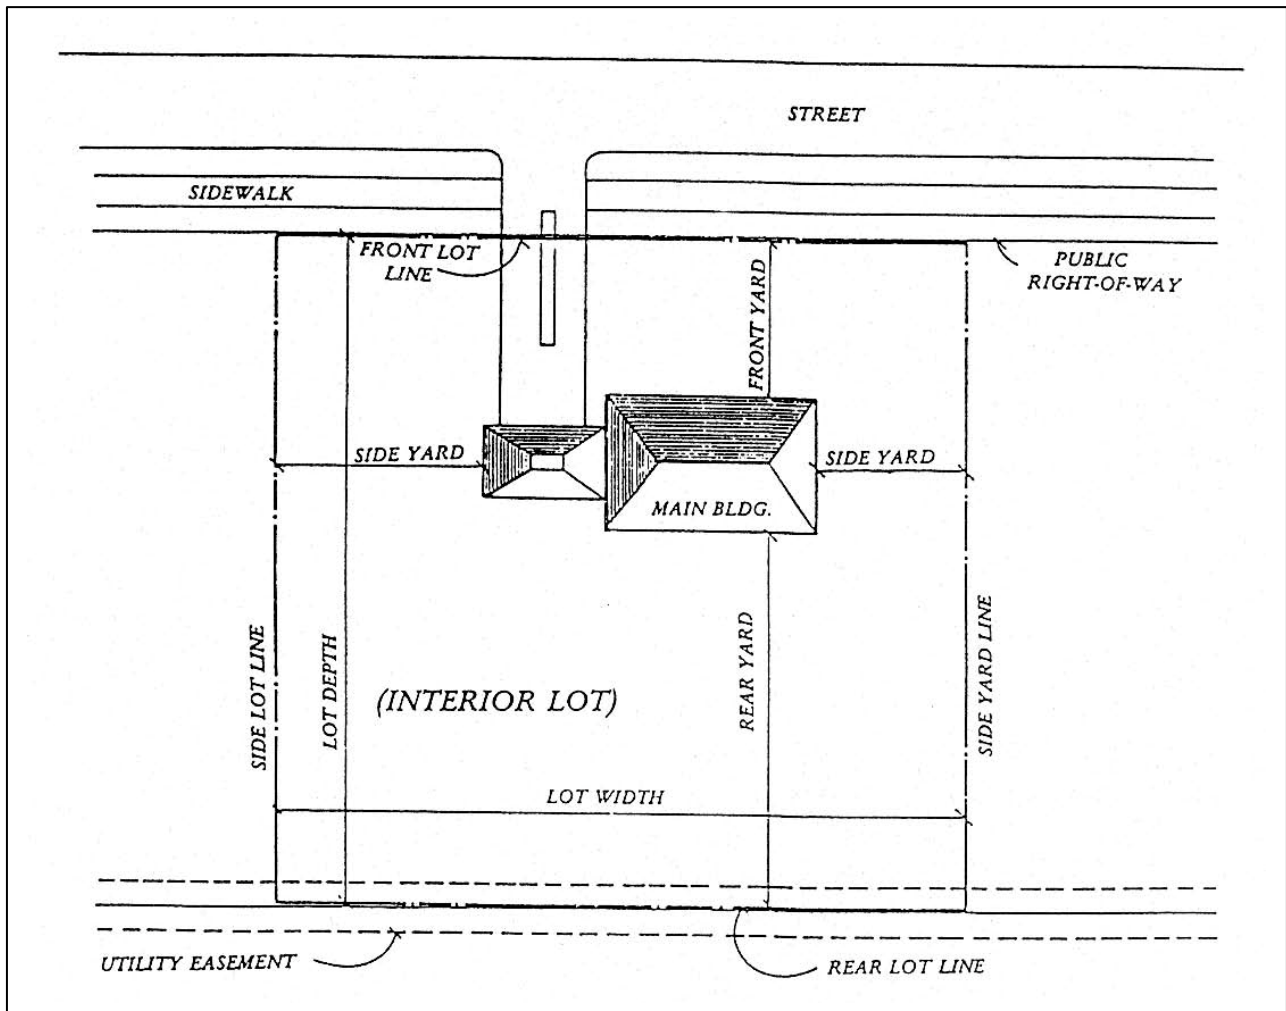 STREET
SIDEWALK
FRONT LOT
LINE
PUBLIC
RIGHT-OF-WAY
FRONT YARD
SIDE YARD
SIDE YARD
MAIN BLDG.
SIDE LOT LINE
LOT DEPTH
(INTERIOR LOT)
REAR YARD
SIDE YARD LINE
LOT WIDTH
UTILITY EASEMENT
REAR LOT LINE